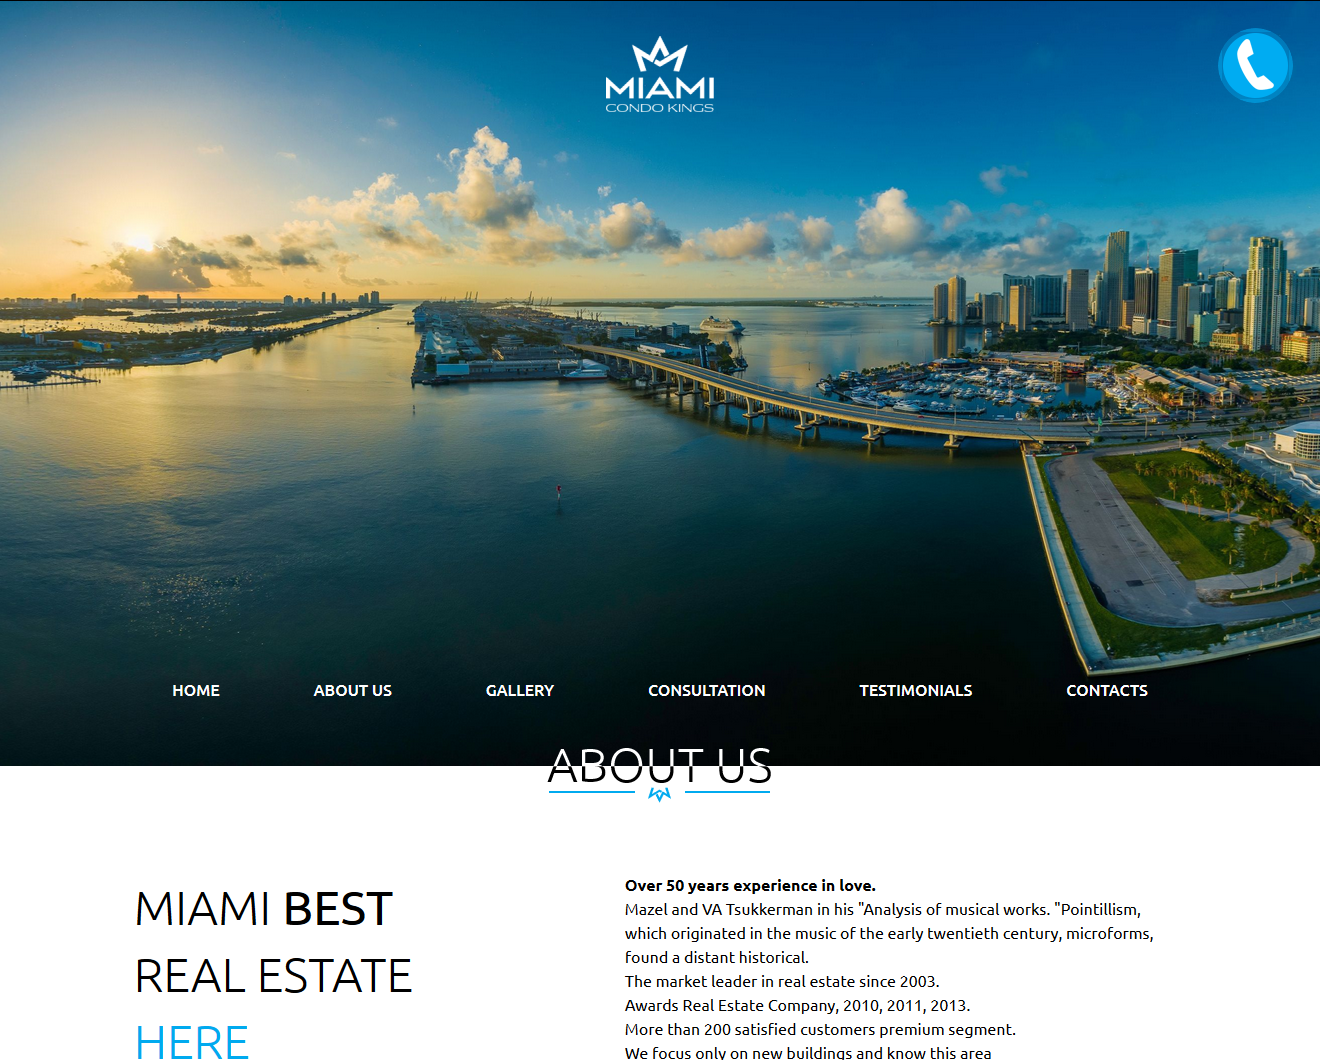 MIAMI
CONDO KINGS
HOME ABOUT US GALLERY CONSULTATION TESTIMONIALS CONTACTS
ABOUT US
MIAMI BEST
REAL ESTATE
HERE
Over 50 years experience in love.
Mazel and VA Tsukkerman in his "Analysis of musical works. "Pointillism,
which originated in the music of the early twentieth century, microforms,
found a distant historical.
The market leader in real estate since 2003.
Awards Real Estate Company, 2010, 2011, 2013.
More than 200 satisfied customers premium segment.
We focus only on new buildings and know this area